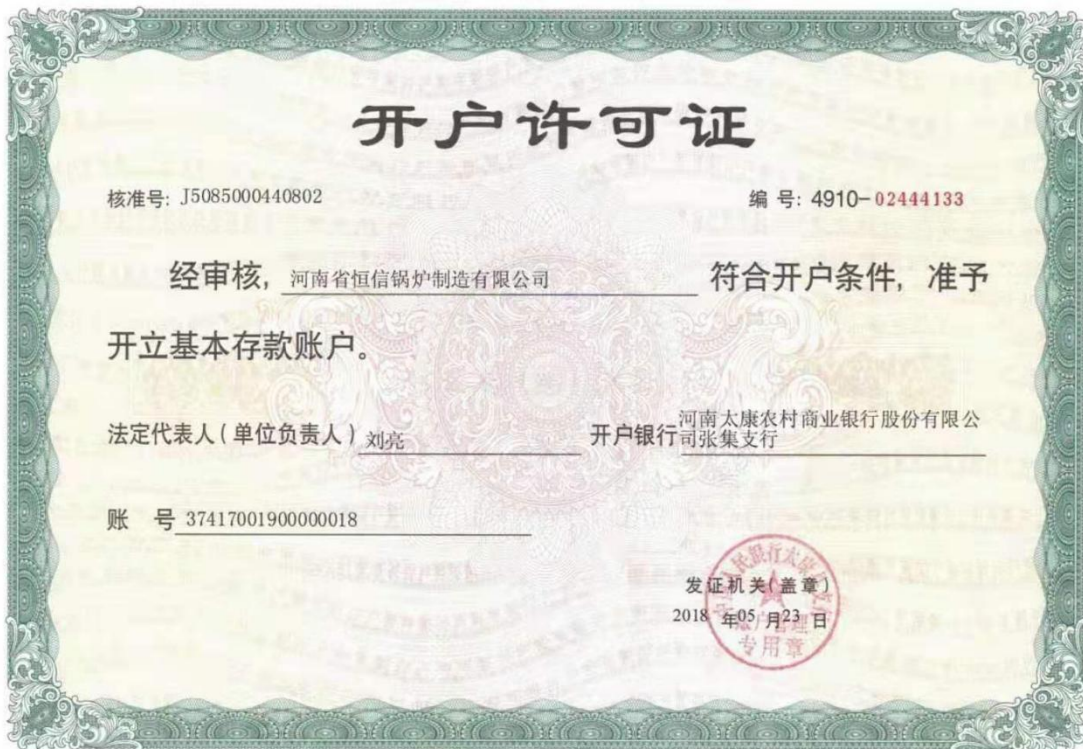 开户许可证
核准号: J5085000440802 编 号: 4910-02444133
经审核, 河南省恒信锅炉制造有限公司 符合开户条件, 准予
开立基本存款账户。
法定代表人(单位负责人) 刘亮 开户银行 河南太康农村商业银行股份有限公
司张集支行
账 号 37417001900000018
发证机关(盖章)
2018 年05 月23 日
专用章